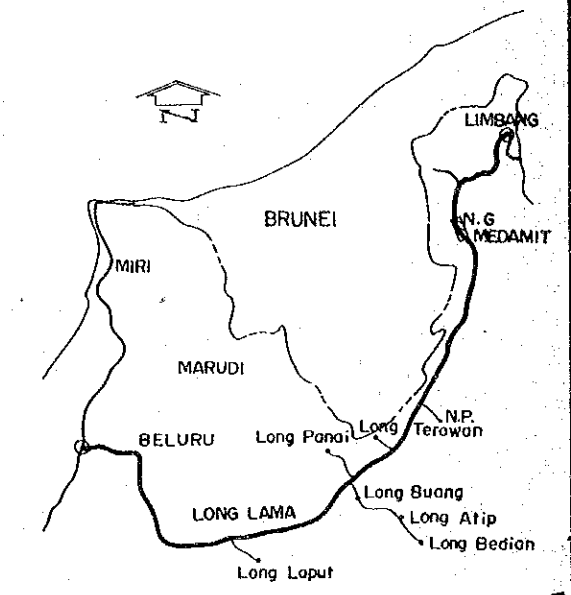 LIMBANG
N
BRUNEI
N.G
MEDAMIT
MIRI
MARUDI
BELURU
Long Panai
Long
N.P.
Terawan
Long Buang
LONG LAMA
Long Atip
Long Bedian
Long Laput